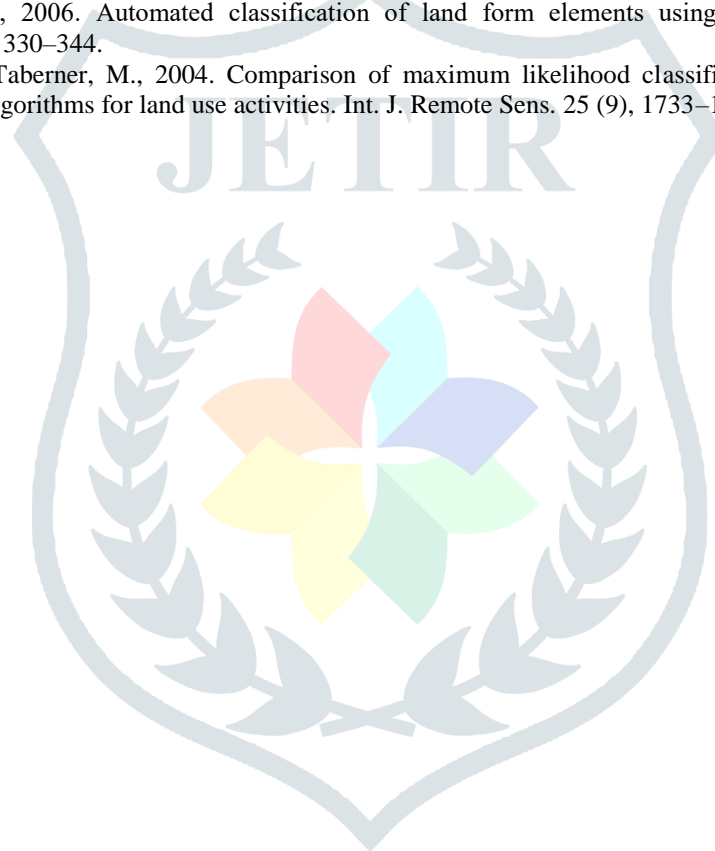 , 2006. Automated classification of land form elements using
330–344.
Taberner, M., 2004. Comparison of maximum likelihood classifi
gorithms for land use activities. Int. J. Remote Sens. 25 (9), 1733–1
JETIR